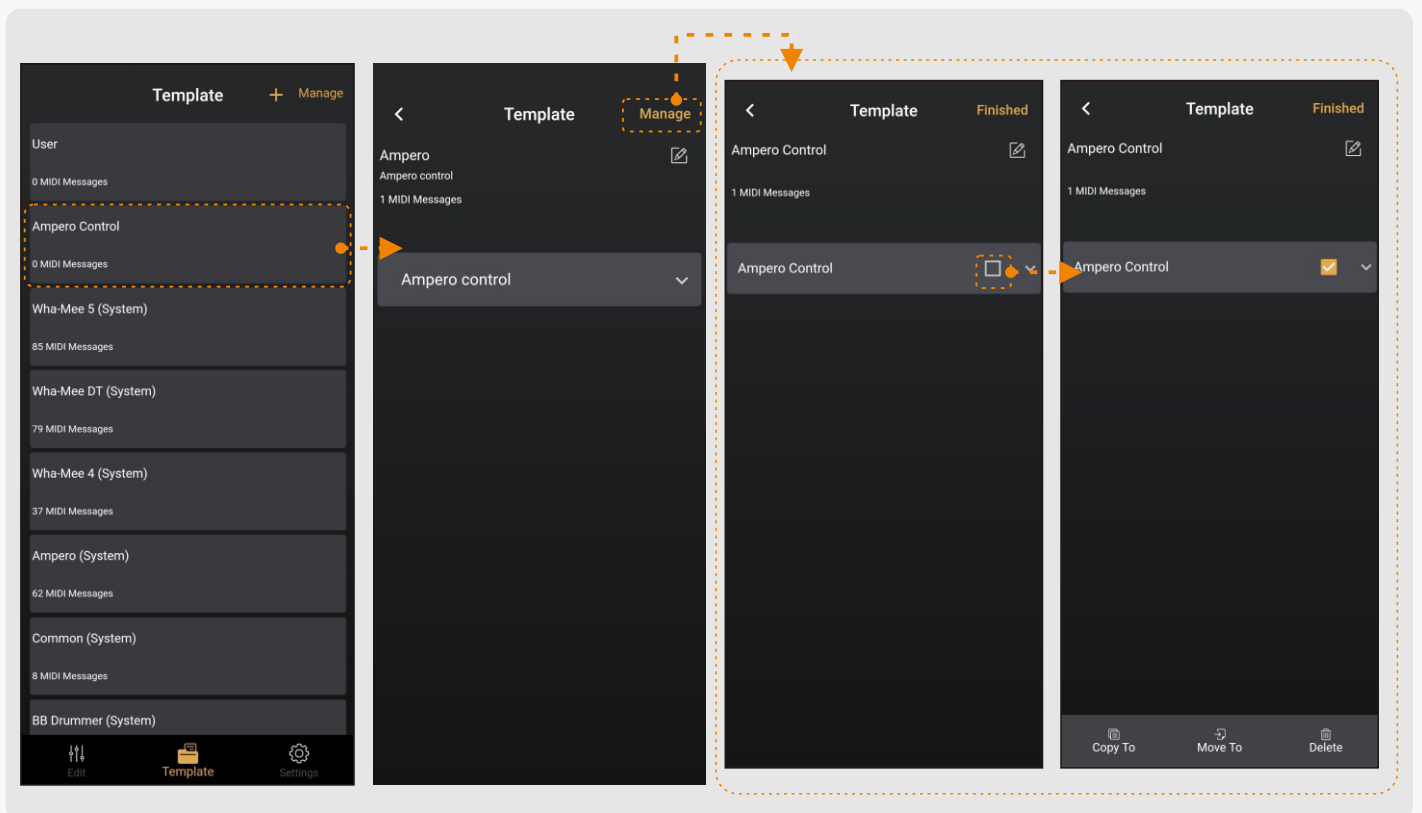 Template
Manage
User
0 MIDI Messages
Ampero Control
0 MIDI Messages
Wha-Mee 5 (System)
85 MIDI Messages
Wha-Mee DT (System)
79 MIDI Messages
Wha-Mee 4 (System)
37 MIDI Messages
Ampero (System)
62 MIDI Messages
Common (System)
8 MIDI Messages
BB Drummer (System)
Edit
Template
Settings
Template
Manage
Ampero
Ampero control
1 MIDI Messages
Ampero control
Template
Finished
Ampero Control
1 MIDI Messages
Ampero Control
Template
Finished
Ampero Control
1 MIDI Messages
Ampero Control
Copy To
Move To
Delete